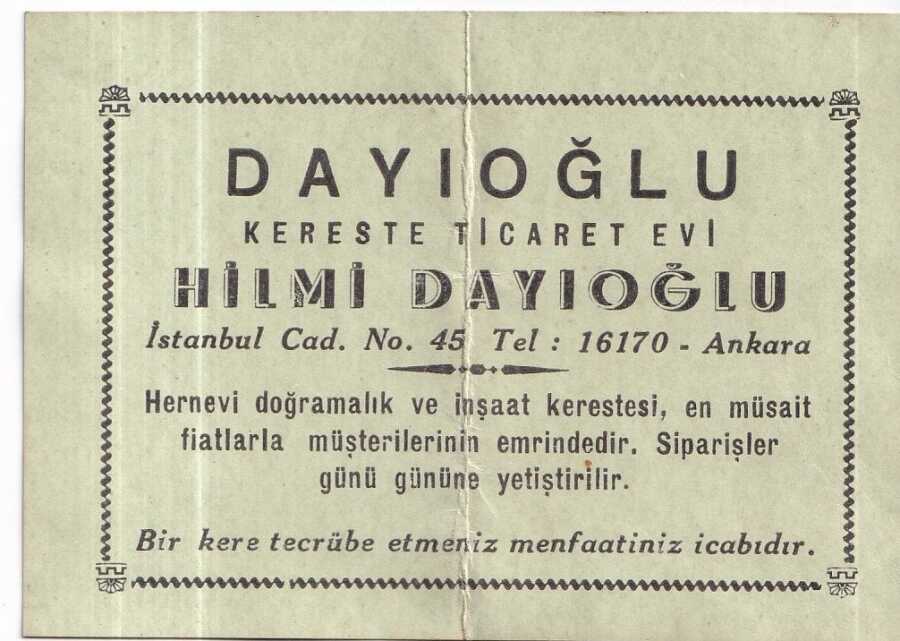 DAYIOĞLU
KERESTE TİCARET EVİ
HİLMİ DAYIOĞLU
İstanbul Cad. No. 45 Tel : 16170 - Ankara
Hernevi doğramalık ve inşaat kerestesi, en müsait
fiatlarla müşterilerinin emrindedir. Siparişler
günü gününe yetiştirilir.
Bir kere tecrübe etmeniz menfaatiniz icabıdır.